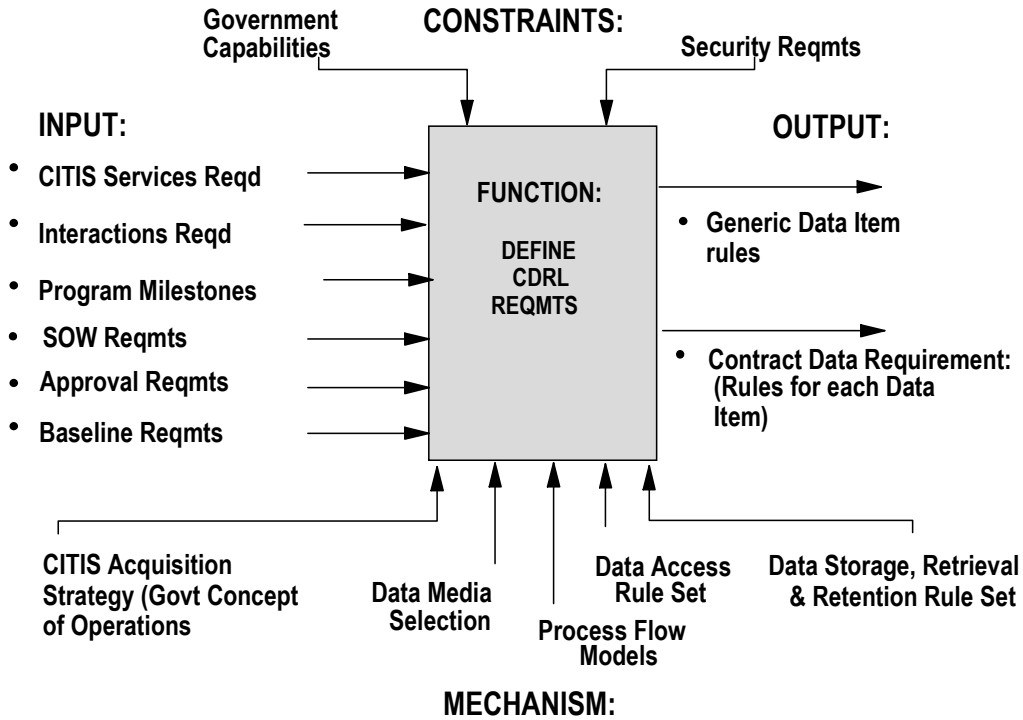 CONSTRAINTS:
Government
Capabilities
Security Reqmts
INPUT:
• CITIS Services Reqd
• Interactions Reqd
• Program Milestones
• SOW Reqmts
• Approval Reqmts
• Baseline Reqmts
FUNCTION:
DEFINE
CDRL
REQMTS
OUTPUT:
• Generic Data Item
rules
• Contract Data Requirement:
(Rules for each Data
Item)
CITIS Acquisition
Strategy (Govt Concept
of Operations
Data Media
Selection
Process Flow
Models
Data Access
Rule Set
Data Storage, Retrieval
& Retention Rule Set
MECHANISM: